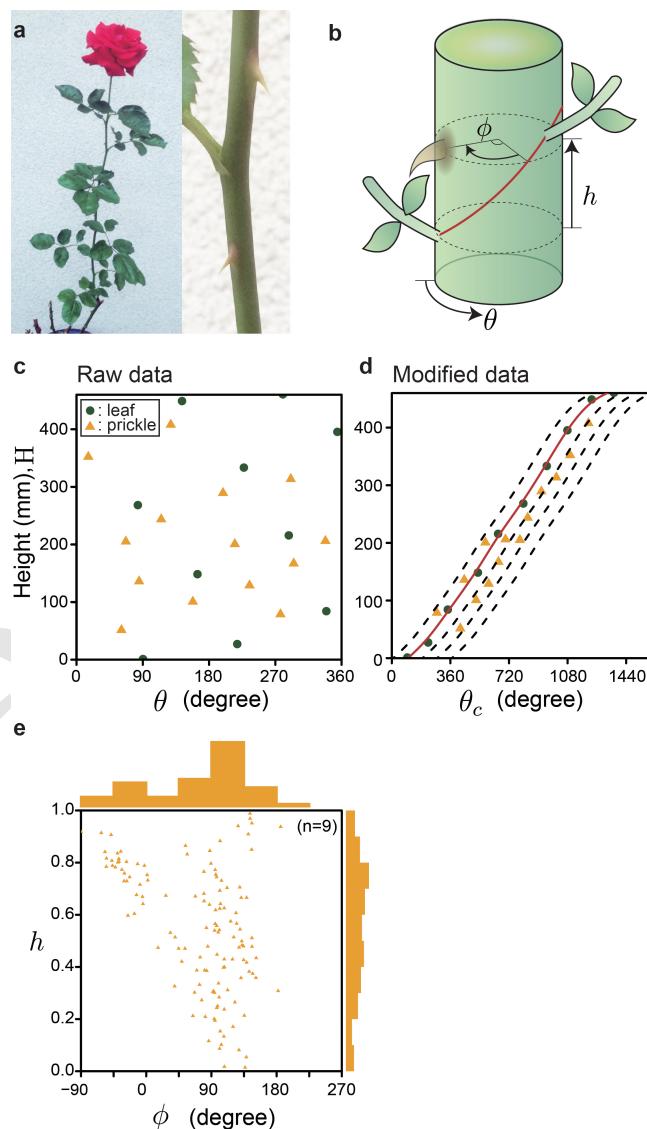 a
b
ϕ
h
θ
c Raw data
d Modified data
: leaf
: prickle
Height (mm), H
400
300
200
100
0
0 90 180 270 360
θ (degree)
400
300
200
100
0
0 360 720 1080 1440
θc (degree)
e
(n=9)
h
1.0
0.8
0.6
0.4
0.2
0.0
−90 0 90 180 270
ϕ (degree)